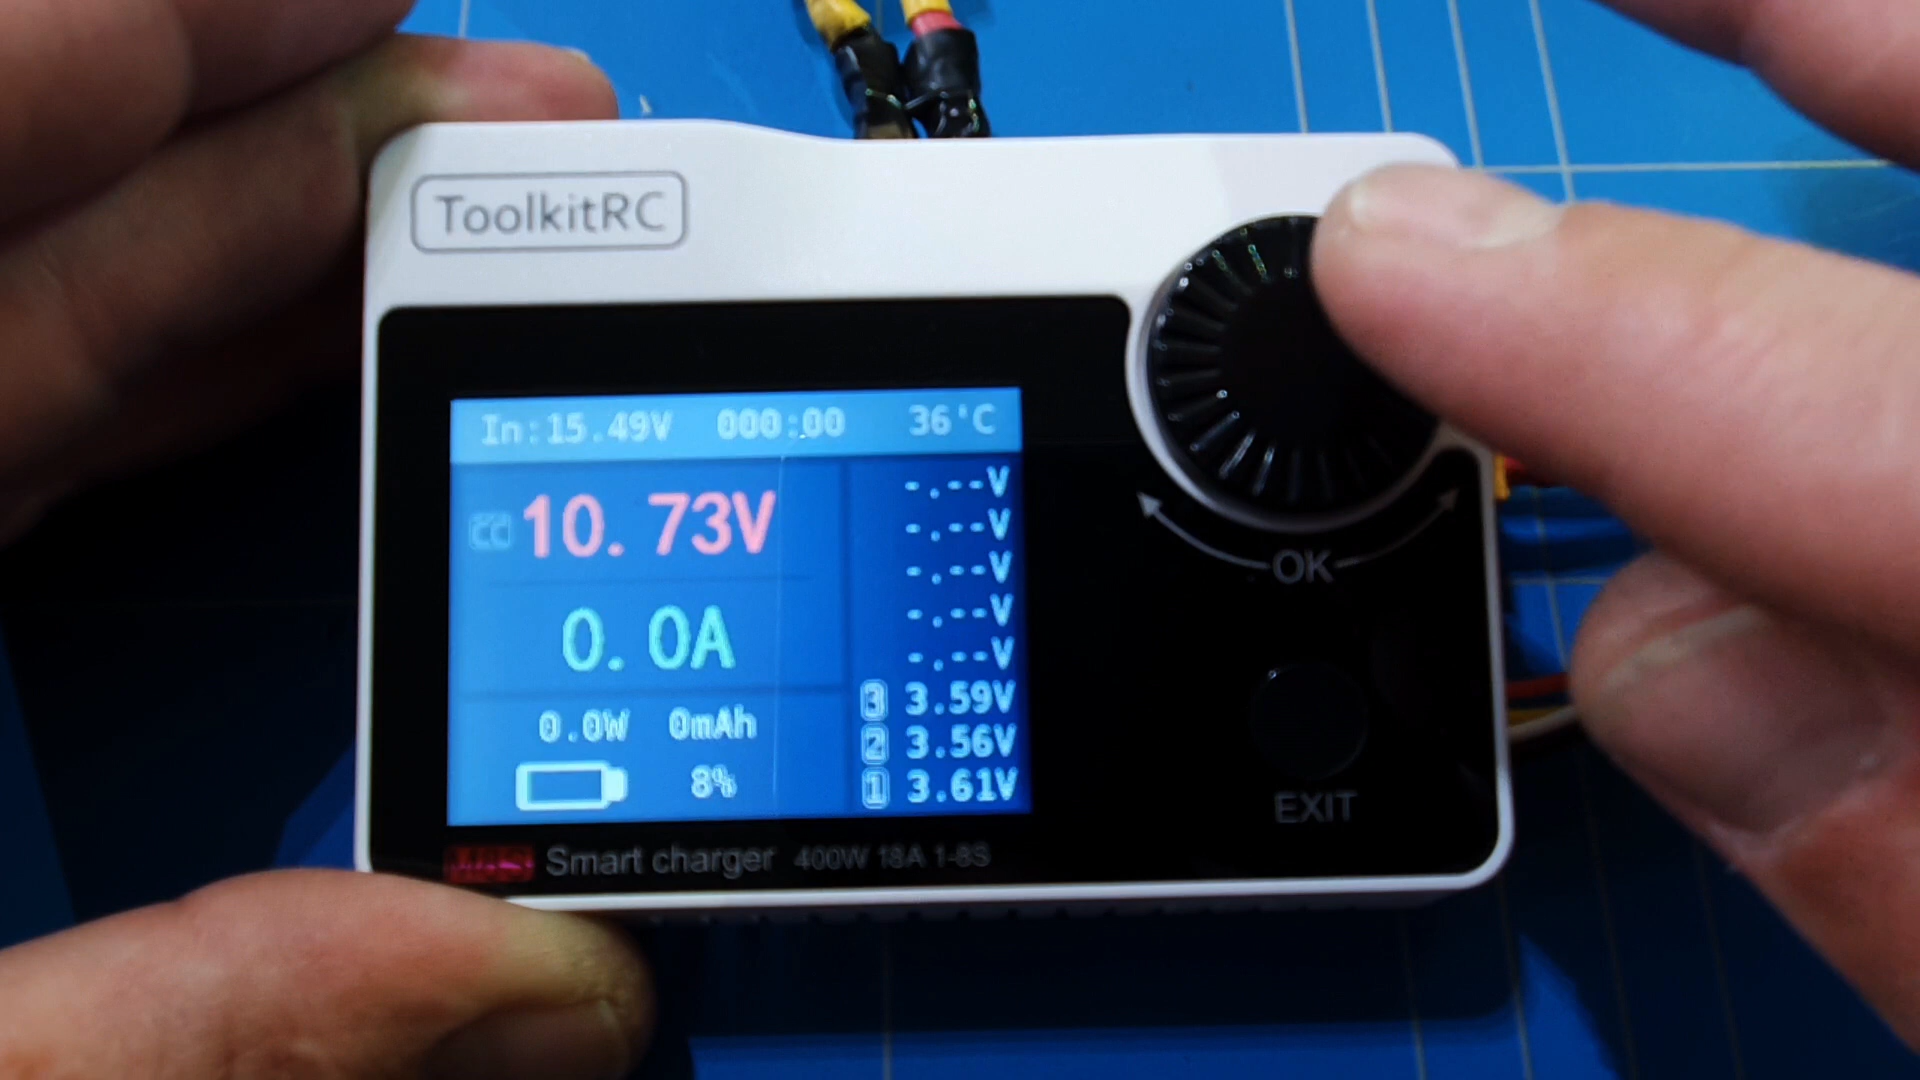 ToolkitRC
In:15.49V 000:00 36'C
CC 10.73V
0.0A
0.0W 0mAh
8%
-.--V
-.--V
-.--V
-.--V
-.--V
3 3.59V
2 3.56V
1 3.61V
OK
EXIT
Smart charger 400W 18A 1-8S